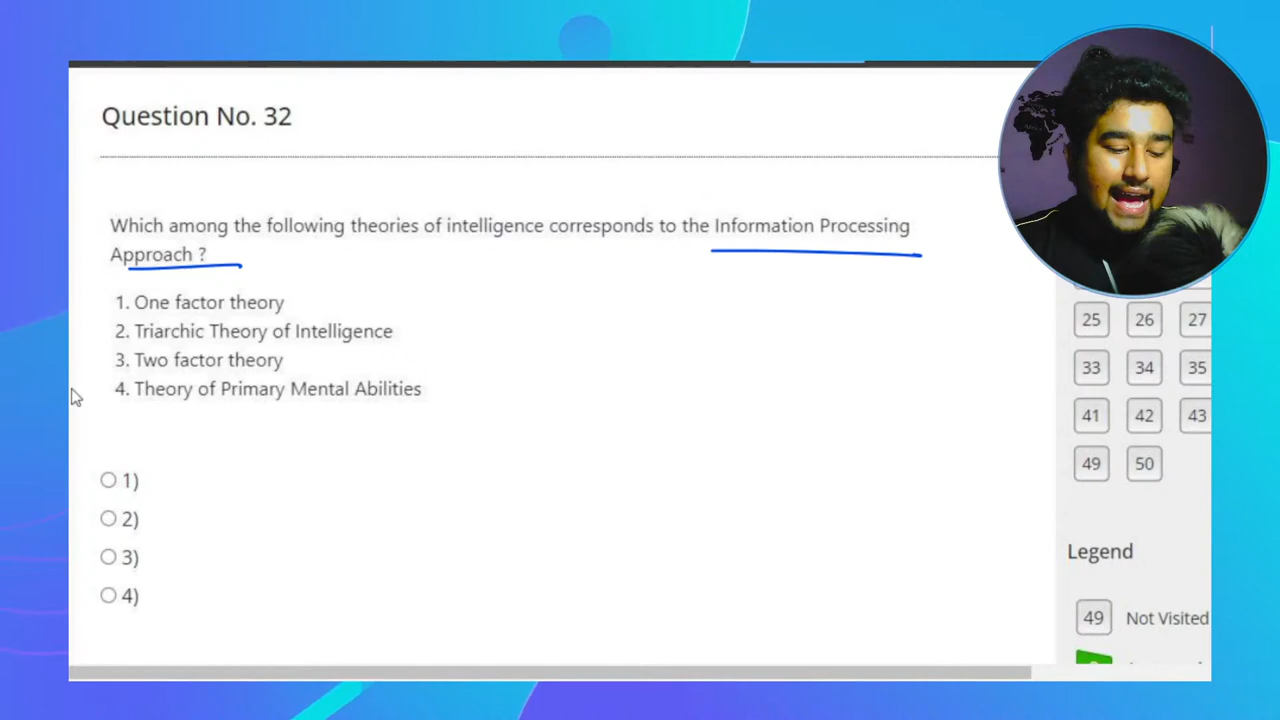 Question No. 32
Which among the following theories of intelligence corresponds to the Information Processing
Approach ?
1. One factor theory
2. Triarchic Theory of Intelligence
3. Two factor theory
4. Theory of Primary Mental Abilities
1)
2)
3)
4)
25 26 27
33 34 35
41 42 43
49 50
Legend
49 Not Visited